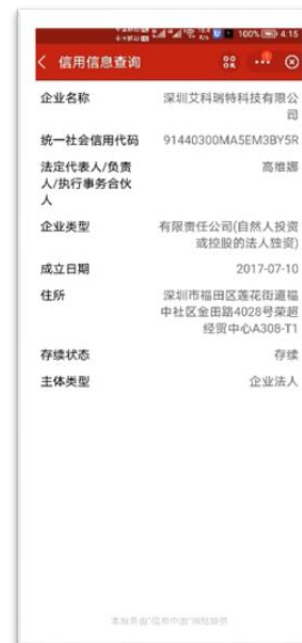 100% 4:15
信用信息查询
企业名称
深圳艾科瑞特科技有限公
司
统一社会信用代码
91440300MA5EM3BY5R
法定代表人/负责
人/执行事务合伙
人
高维娜
企业类型
有限责任公司(自然人投资
或控股的法人独资)
成立日期
2017-07-10
住所
深圳市福田区莲花街道福
中社区金田路4028号荣超
经贸中心A308-T1
存续状态
存续
主体类型
企业法人